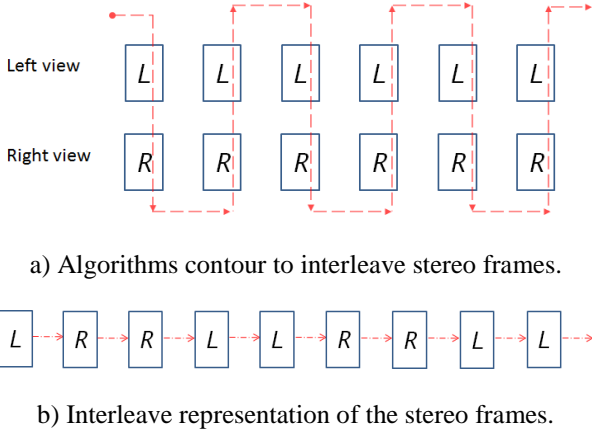 Left view L L L L L L
Right view R R R R R R
a) Algorithms contour to interleave stereo frames.
L R R L L R R L L
b) Interleave representation of the stereo frames.